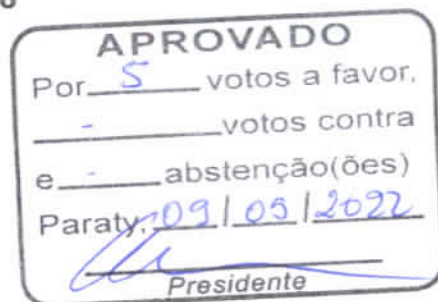 APROVADO
Por 5 votos a favor,
- votos contra
e - abstenção(ões)
Paraty, 09/05/2022
Presidente